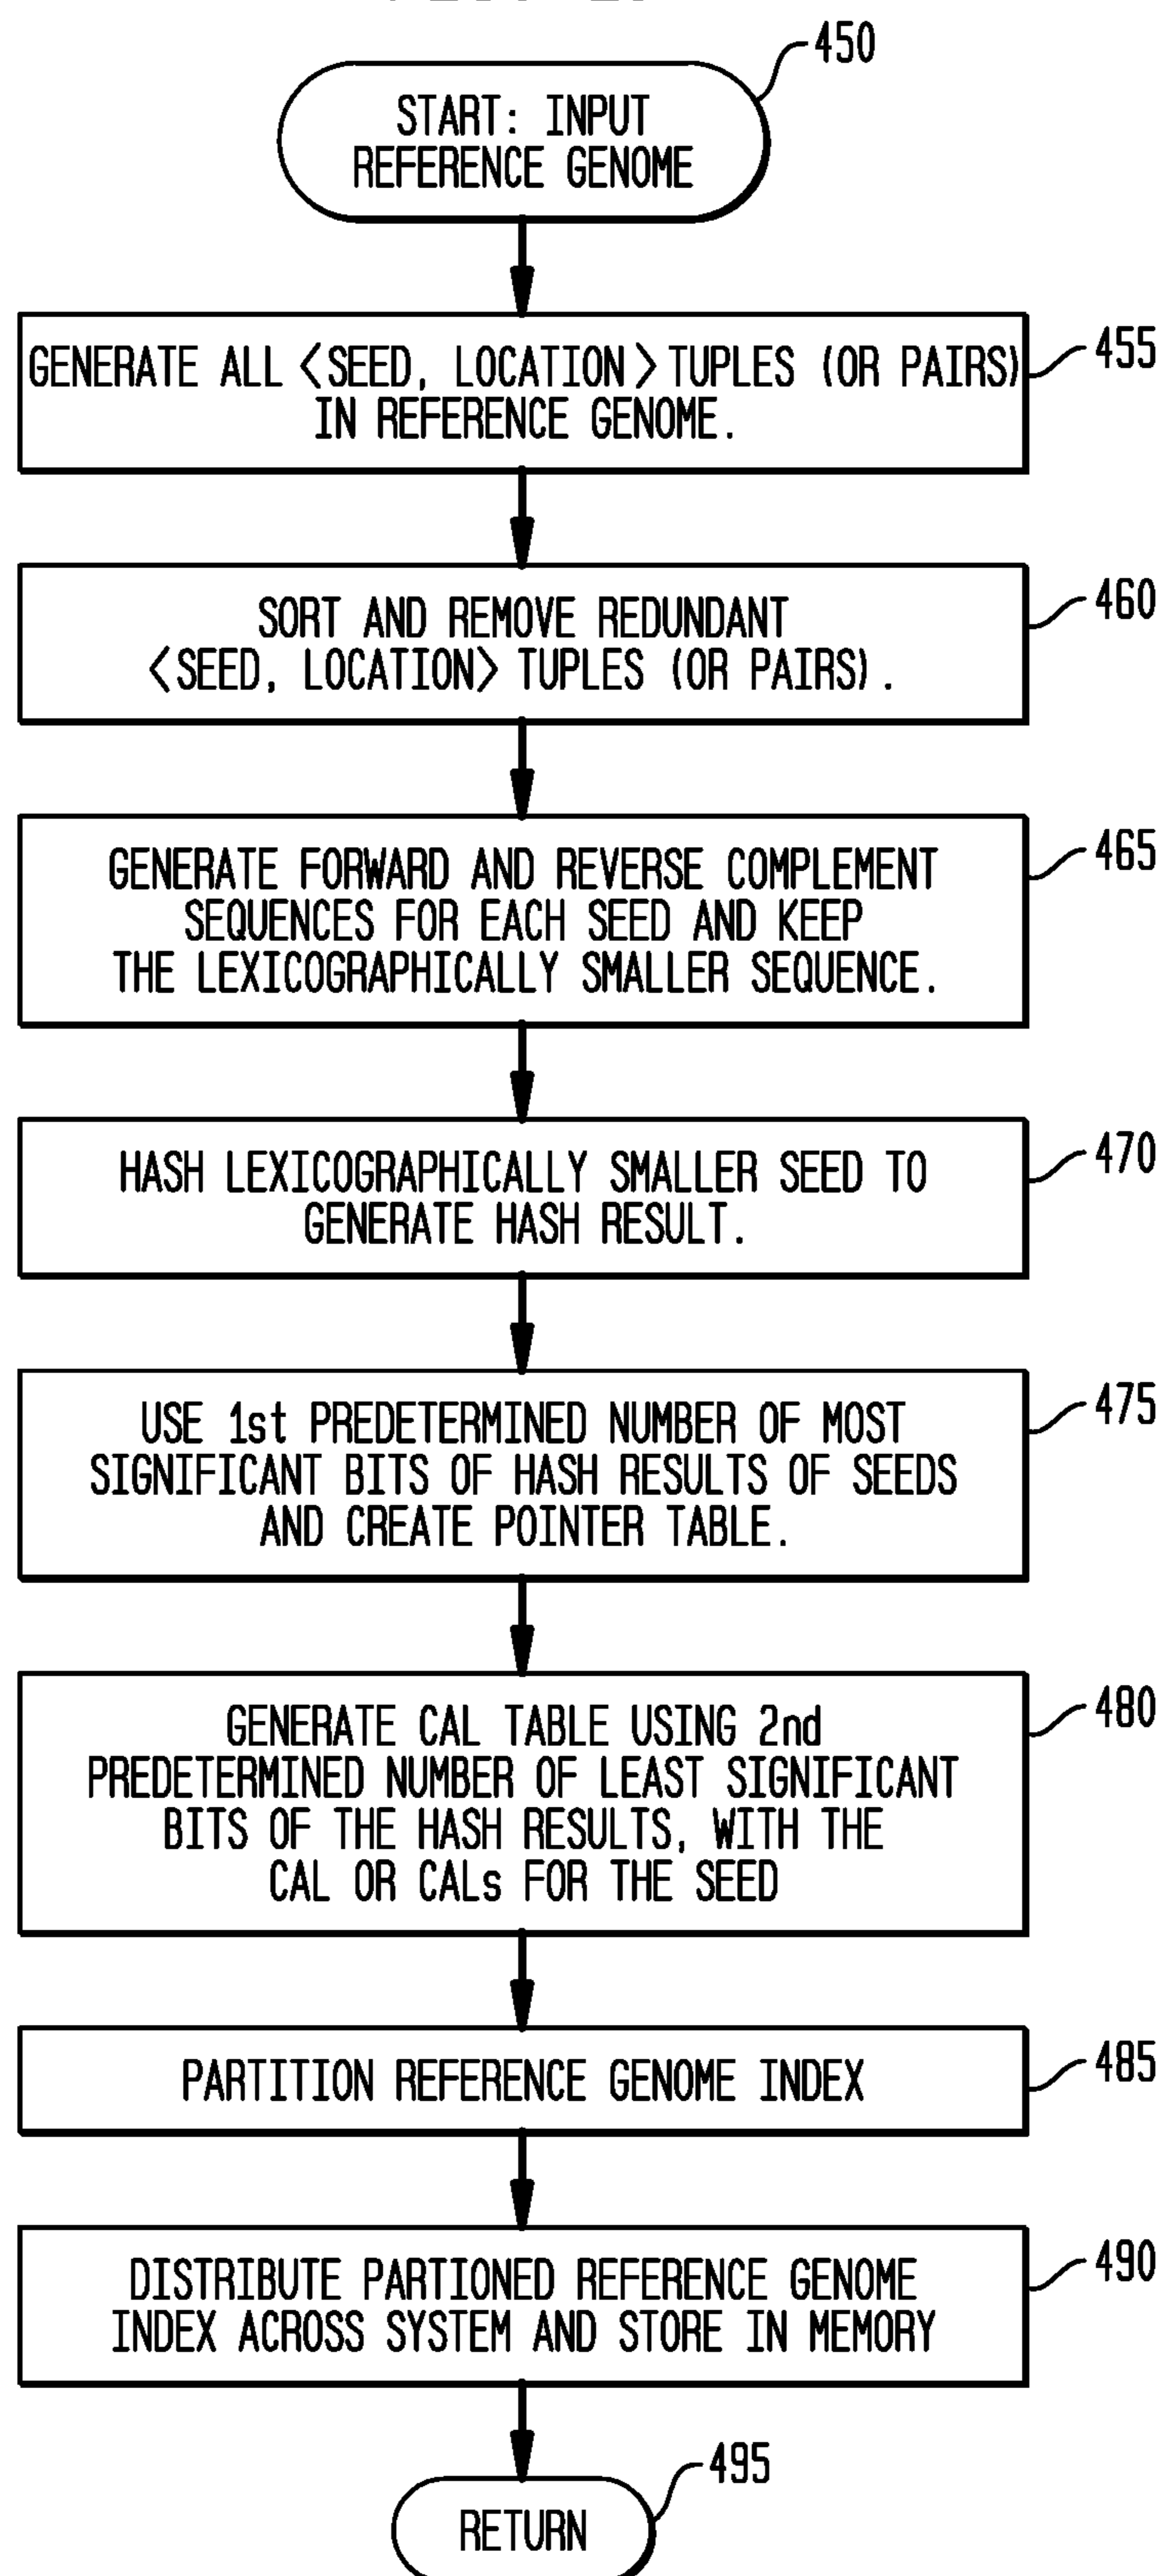 450
START: INPUT
REFERENCE GENOME
455
GENERATE ALL <SEED, LOCATION> TUPLES (OR PAIRS)
IN REFERENCE GENOME.
460
SORT AND REMOVE REDUNDANT
<SEED, LOCATION> TUPLES (OR PAIRS).
465
GENERATE FORWARD AND REVERSE COMPLEMENT
SEQUENCES FOR EACH SEED AND KEEP
THE LEXICOGRAPHICALLY SMALLER SEQUENCE.
470
HASH LEXICOGRAPHICALLY SMALLER SEED TO
GENERATE HASH RESULT.
475
USE 1st PREDETERMINED NUMBER OF MOST
SIGNIFICANT BITS OF HASH RESULTS OF SEEDS
AND CREATE POINTER TABLE.
480
GENERATE CAL TABLE USING 2nd
PREDETERMINED NUMBER OF LEAST SIGNIFICANT
BITS OF THE HASH RESULTS, WITH THE
CAL OR CALs FOR THE SEED
485
PARTITION REFERENCE GENOME INDEX
490
DISTRIBUTE PARTIONED REFERENCE GENOME
INDEX ACROSS SYSTEM AND STORE IN MEMORY
495
RETURN